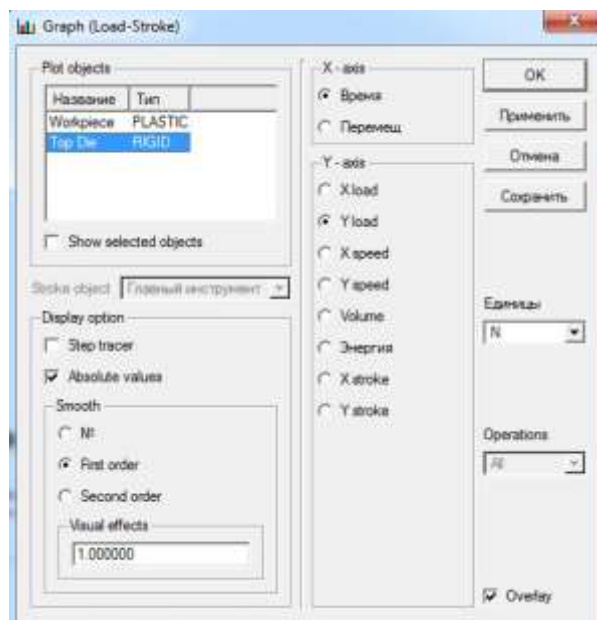 Graph (Load-Stroke)
Plot objects
Название Тип
Workpiece PLASTIC
Top Die RIGID
Show selected objects
Stroke object Главный инструмент
Display option
Step tracer
Absolute values
Smooth
№
First order
Second order
Visual effects
1.000000
X - axis
Время
Перемещ
Y - axis
X load
Y load
X speed
Y speed
Volume
Энергия
X stroke
Y stroke
OK
Применить
Отмена
Сохранить
Единицы
N
Operations
All
Overlay